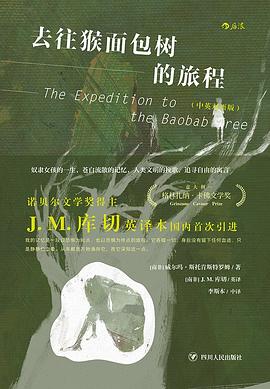 后浪
去往猴面包树
的旅程
(中英双语版)
The Expedition to
the Baobab Tree
奴隶女孩的一生，苍白流散的记忆，人类文明的挽歌，追寻自由的寓言
诺贝尔文学奖得主
意大利
格林扎纳·卡佛文学奖
Grinzane Cavour Prize
J. M. 库切英译本国内首次引进
[南非] 威尔玛·斯托肯斯特罗姆／著
[南非] J. M. 库切／英译
李斯本／中译
四川人民出版社